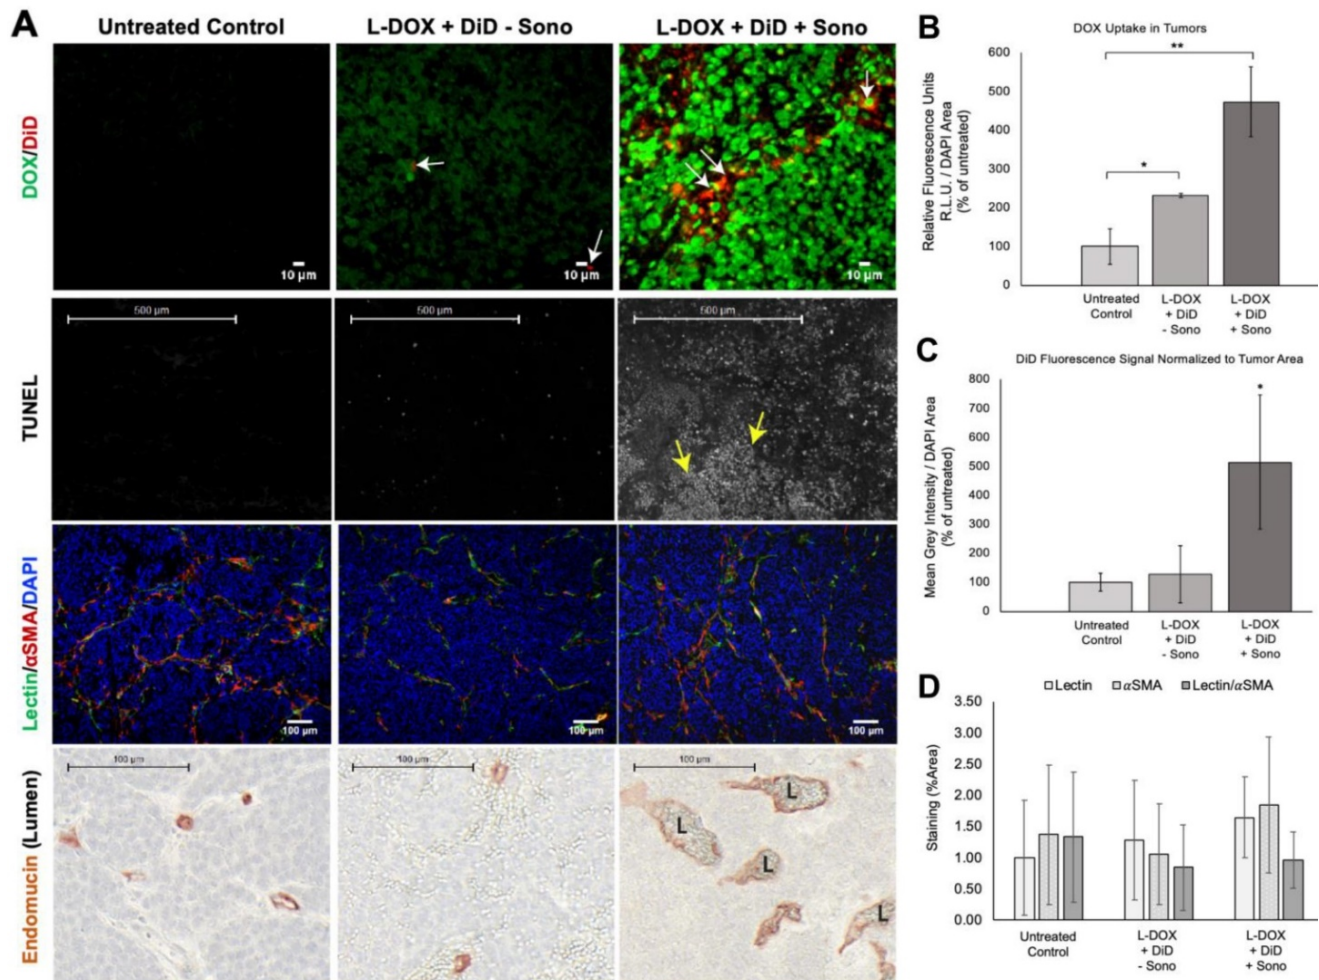 A
Untreated Control
L-DOX + DiD - Sono
L-DOX + DiD + Sono
DOX/DiD
10 µm
10 µm
10 µm
TUNEL
500 µm
500 µm
500 µm
Lectin/αSMA/DAPI
100 µm
100 µm
100 µm
Endomucin (Lumen)
100 µm
100 µm
100 µm
L
L
L
L
B
DOX Uptake in Tumors
Relative Fluorescence Units
R.L.U. / DAPI Area
(% of untreated)
600
500
400
300
200
100
0
**
*
Untreated
Control
L-DOX
+ DiD
- Sono
L-DOX
+ DiD
+ Sono
C
DiD Fluorescence Signal Normalized to Tumor Area
Mean Grey Intensity / DAPI Area
(% of untreated)
800
700
600
500
400
300
200
100
0
*
Untreated
Control
L-DOX
+ DiD
- Sono
L-DOX
+ DiD
+ Sono
D
Lectin
αSMA
Lectin/αSMA
Staining (%Area)
3.50
3.00
2.50
2.00
1.50
1.00
0.50
0.00
Untreated
Control
L-DOX
+ DiD
- Sono
L-DOX
+ DiD
+ Sono